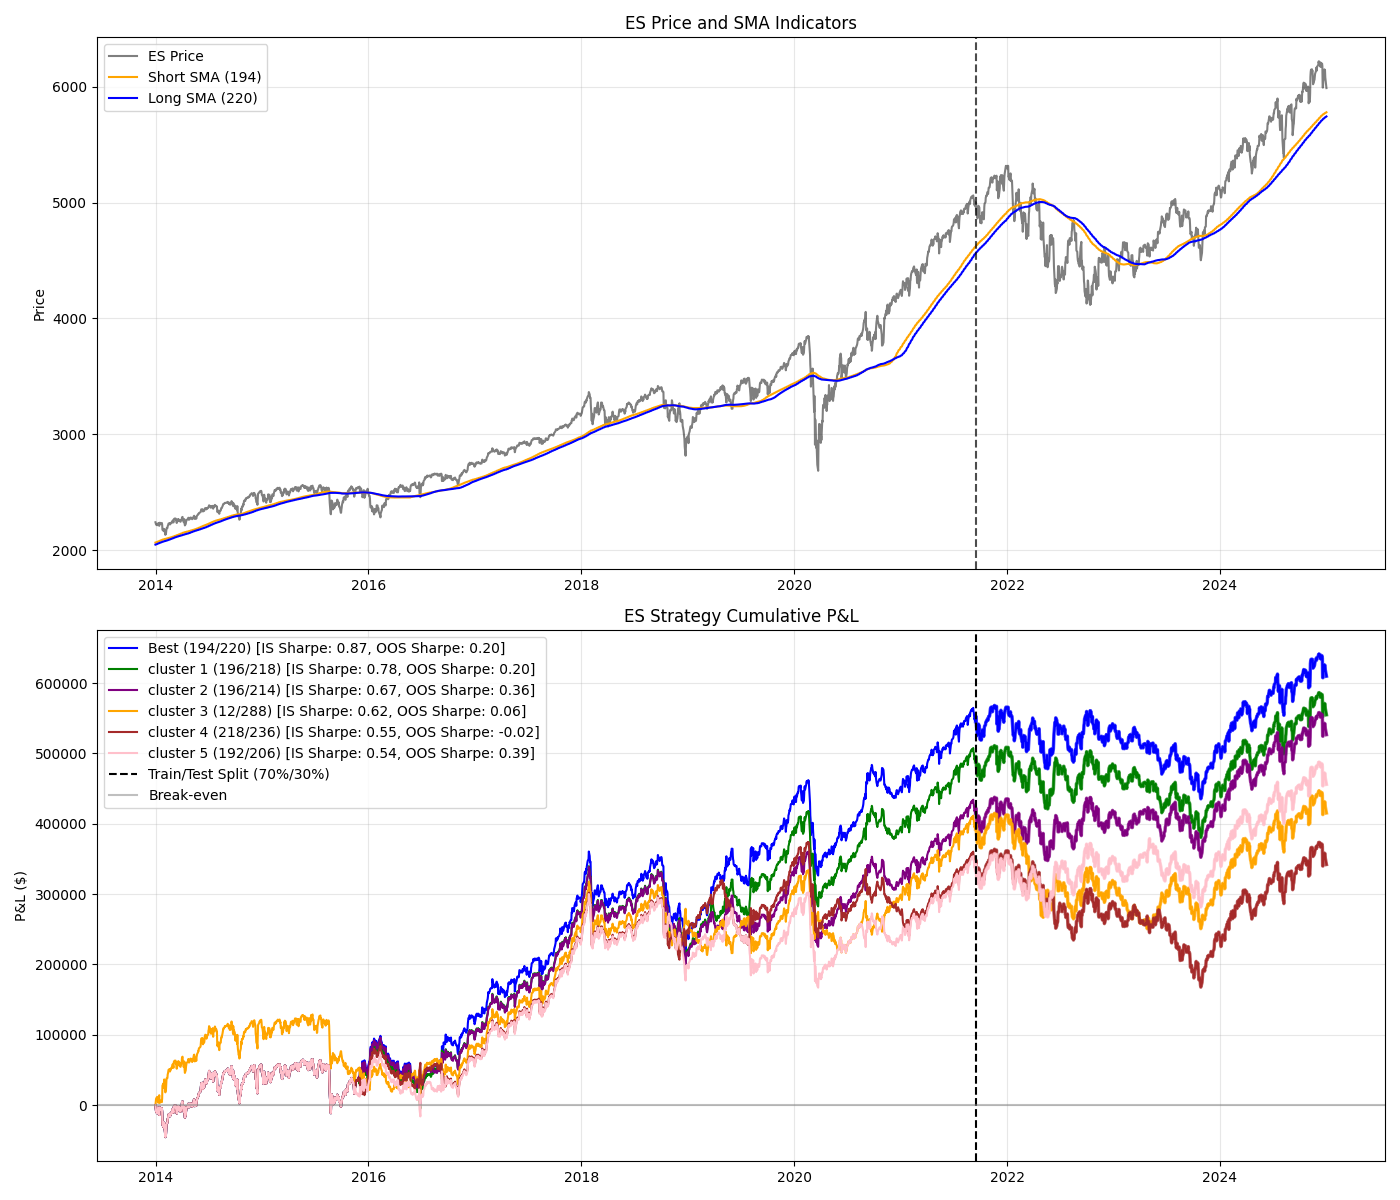 ES Price and SMA Indicators
ES Price
Short SMA (194)
Long SMA (220)
6000
5000
4000
3000
2000
Price
2014 2016 2018 2020 2022 2024
ES Strategy Cumulative P&L
Best (194/220) [IS Sharpe: 0.87, OOS Sharpe: 0.20]
cluster 1 (196/218) [IS Sharpe: 0.78, OOS Sharpe: 0.20]
cluster 2 (196/214) [IS Sharpe: 0.67, OOS Sharpe: 0.36]
cluster 3 (12/288) [IS Sharpe: 0.62, OOS Sharpe: 0.06]
cluster 4 (218/236) [IS Sharpe: 0.55, OOS Sharpe: -0.02]
cluster 5 (192/206) [IS Sharpe: 0.54, OOS Sharpe: 0.39]
Train/Test Split (70%/30%)
Break-even
600000
500000
400000
300000
200000
100000
0
P&L ($)
2014 2016 2018 2020 2022 2024